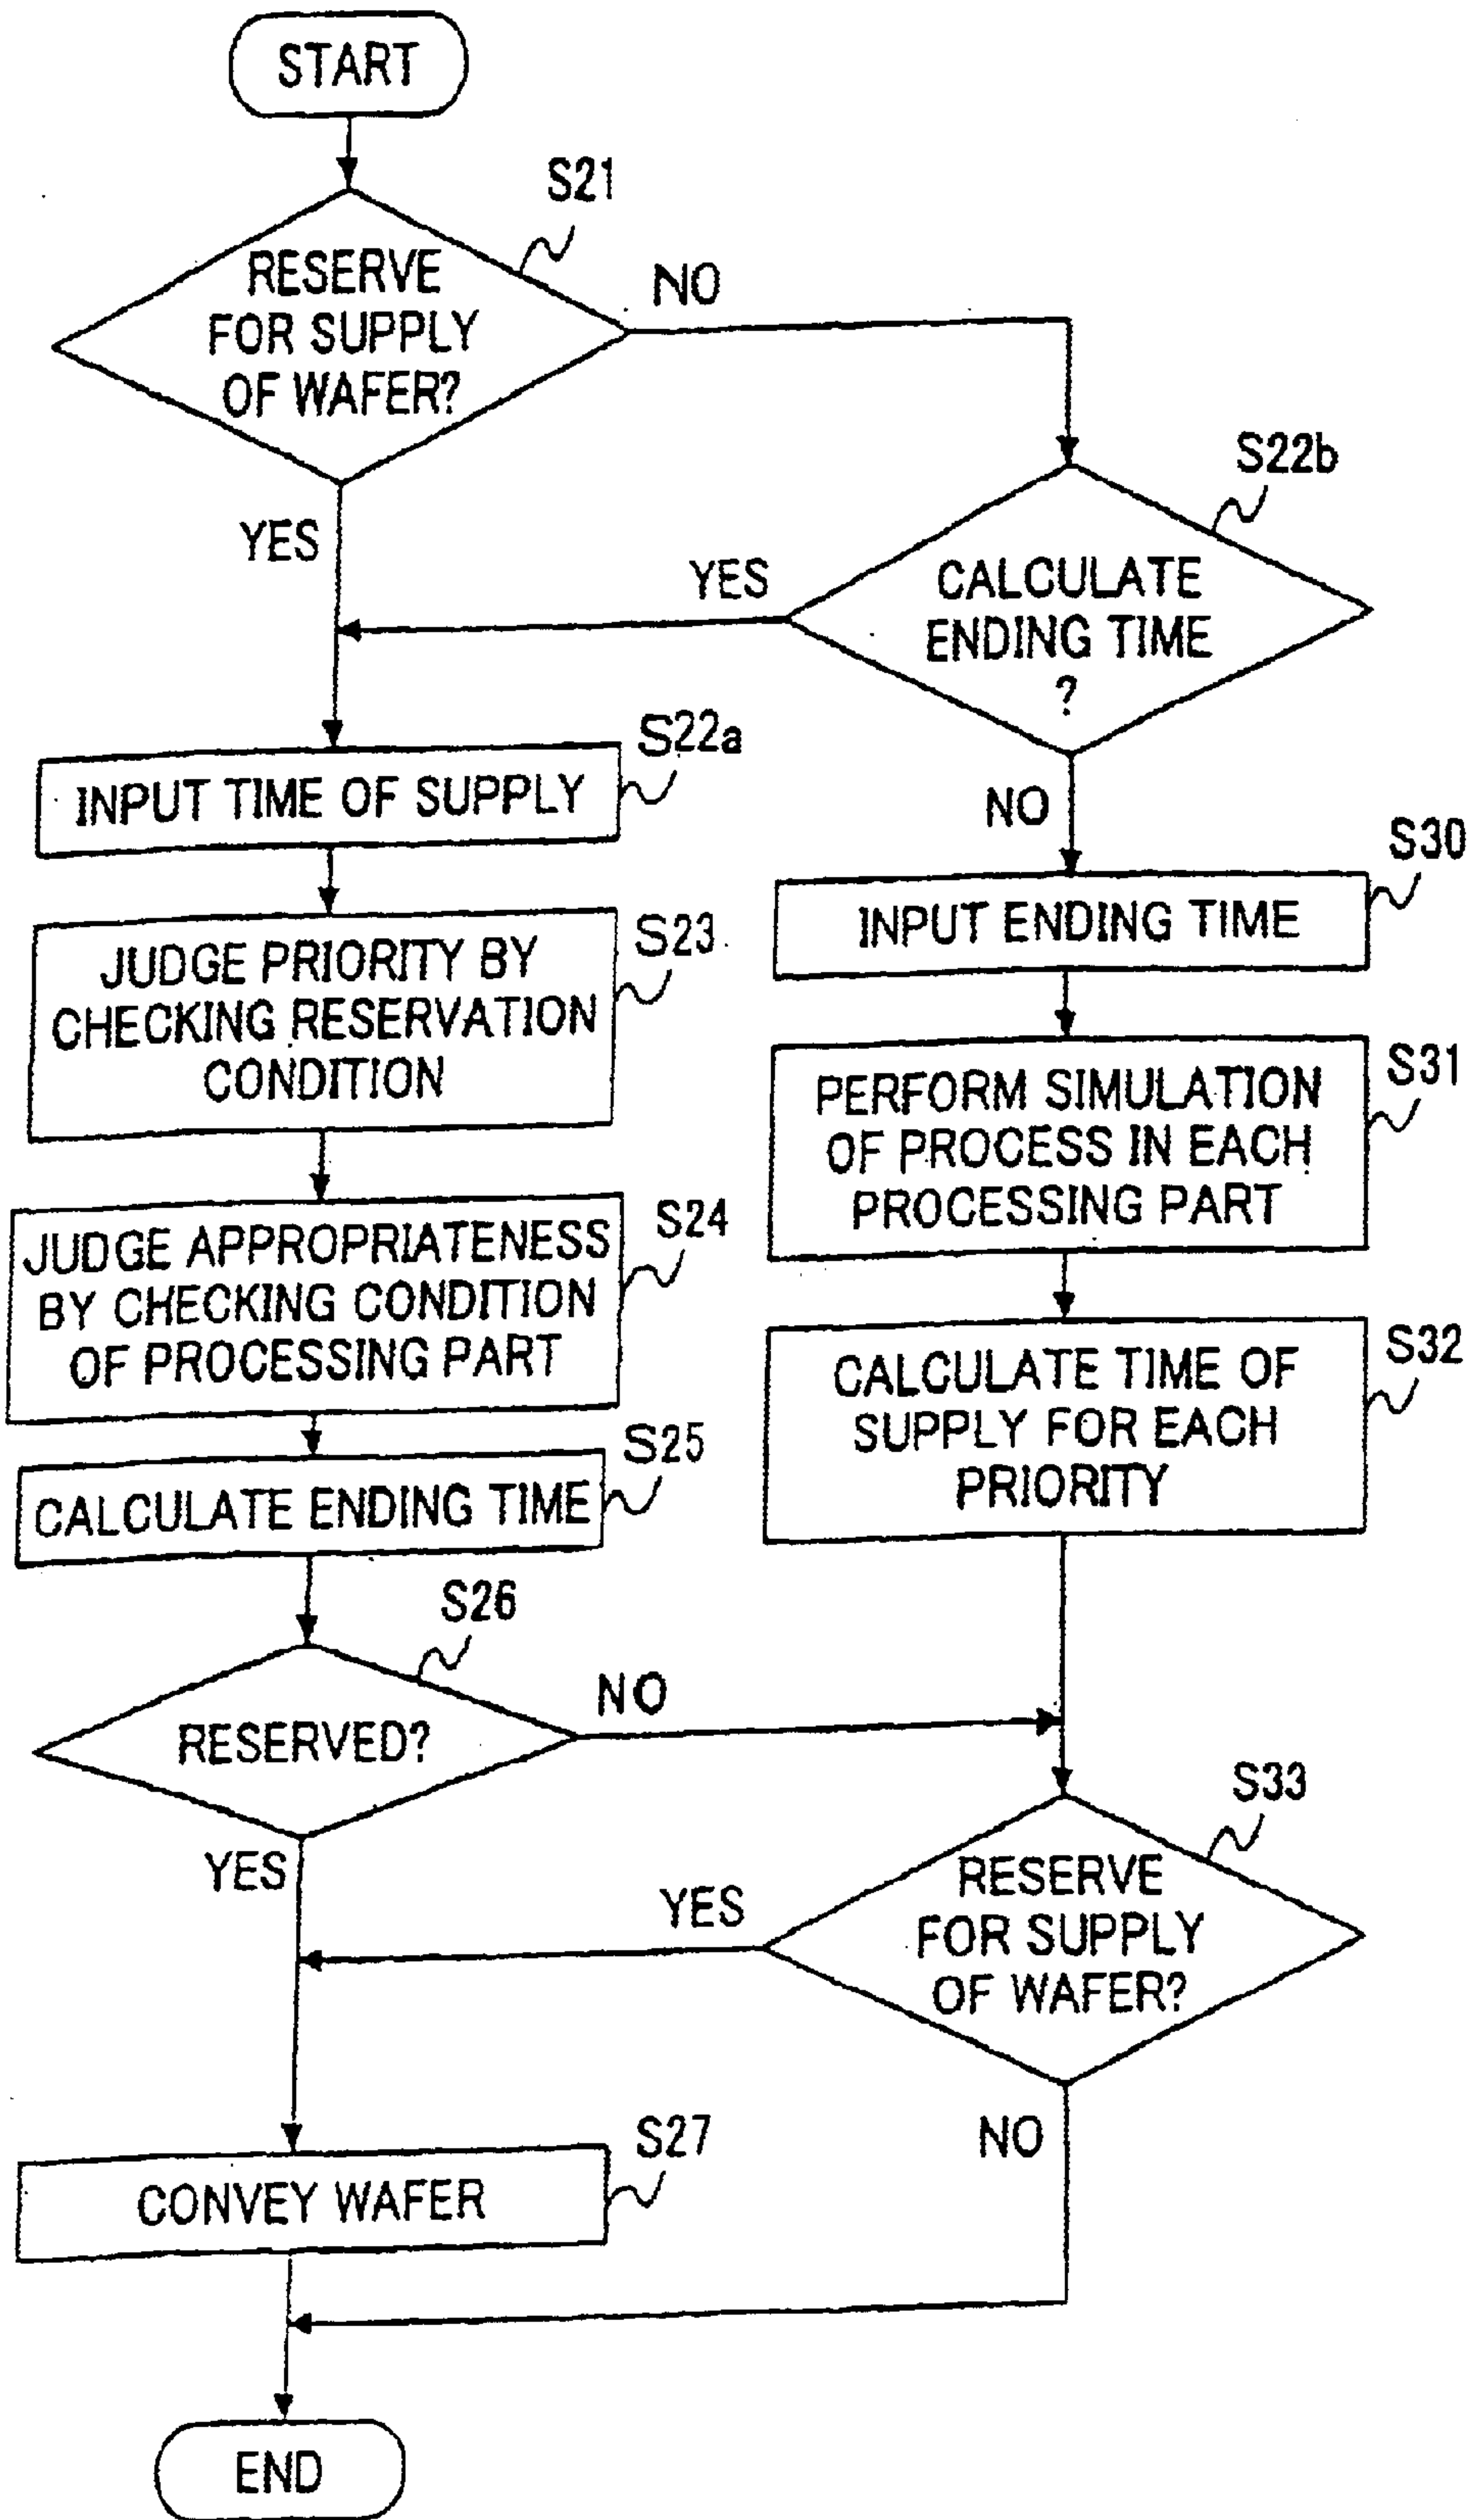 START
S21
RESERVE
FOR SUPPLY
OF WAFER?
NO
YES
S22b
CALCULATE
ENDING TIME
?
YES
NO
S22a
INPUT TIME OF SUPPLY
S23
JUDGE PRIORITY BY
CHECKING RESERVATION
CONDITION
S24
JUDGE APPROPRIATENESS
BY CHECKING CONDITION
OF PROCESSING PART
S25
CALCULATE ENDING TIME
S26
RESERVED?
NO
YES
S30
INPUT ENDING TIME
S31
PERFORM SIMULATION
OF PROCESS IN EACH
PROCESSING PART
S32
CALCULATE TIME OF
SUPPLY FOR EACH
PRIORITY
S33
RESERVE
FOR SUPPLY
OF WAFER?
YES
NO
S27
CONVEY WAFER
END